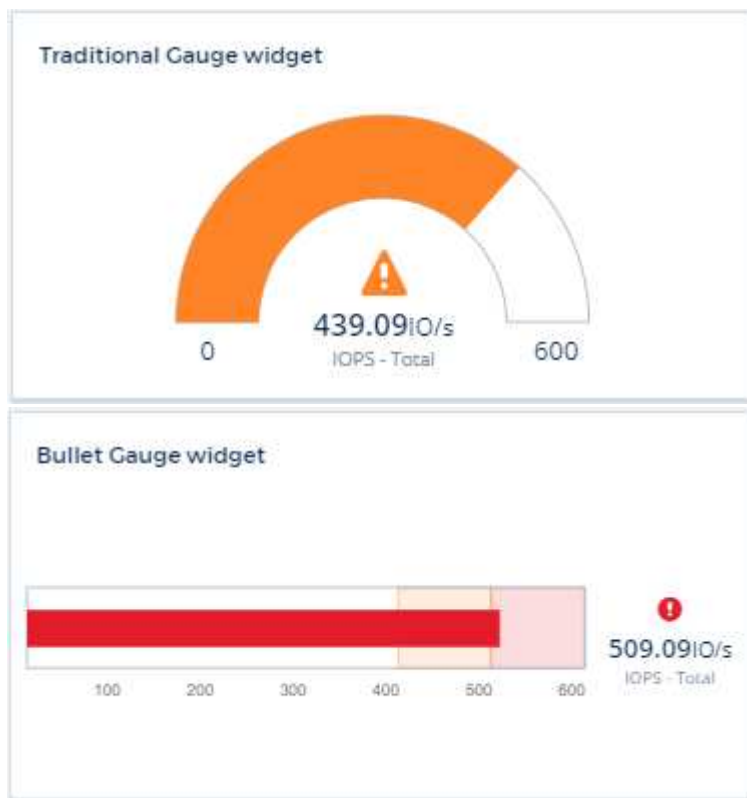 Traditional Gauge widget
439.09IO/s
0
IOPS - Total
600
Bullet Gauge widget
509.09IO/s
IOPS - Total
100 200 300 400 500 600